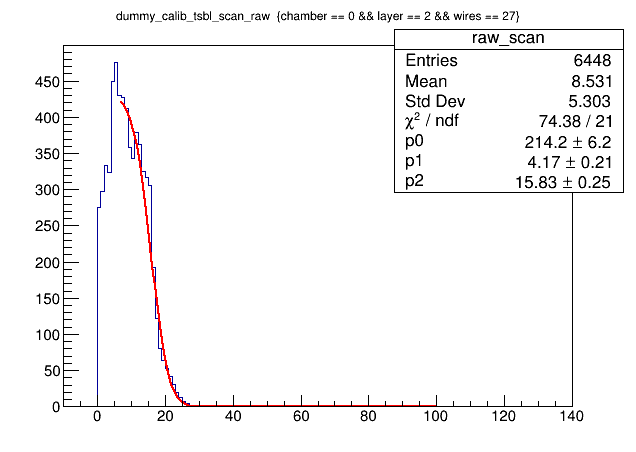 dummy_calib_tsbl_scan_raw {chamber == 0 && layer == 2 && wires == 27}
raw_scan
Entries 6448
Mean 8.531
Std Dev 5.303
χ² / ndf 74.38 / 21
p0 214.2 ± 6.2
p1 4.17 ± 0.21
p2 15.83 ± 0.25
450
400
350
300
250
200
150
100
50
0
0 20 40 60 80 100 120 140